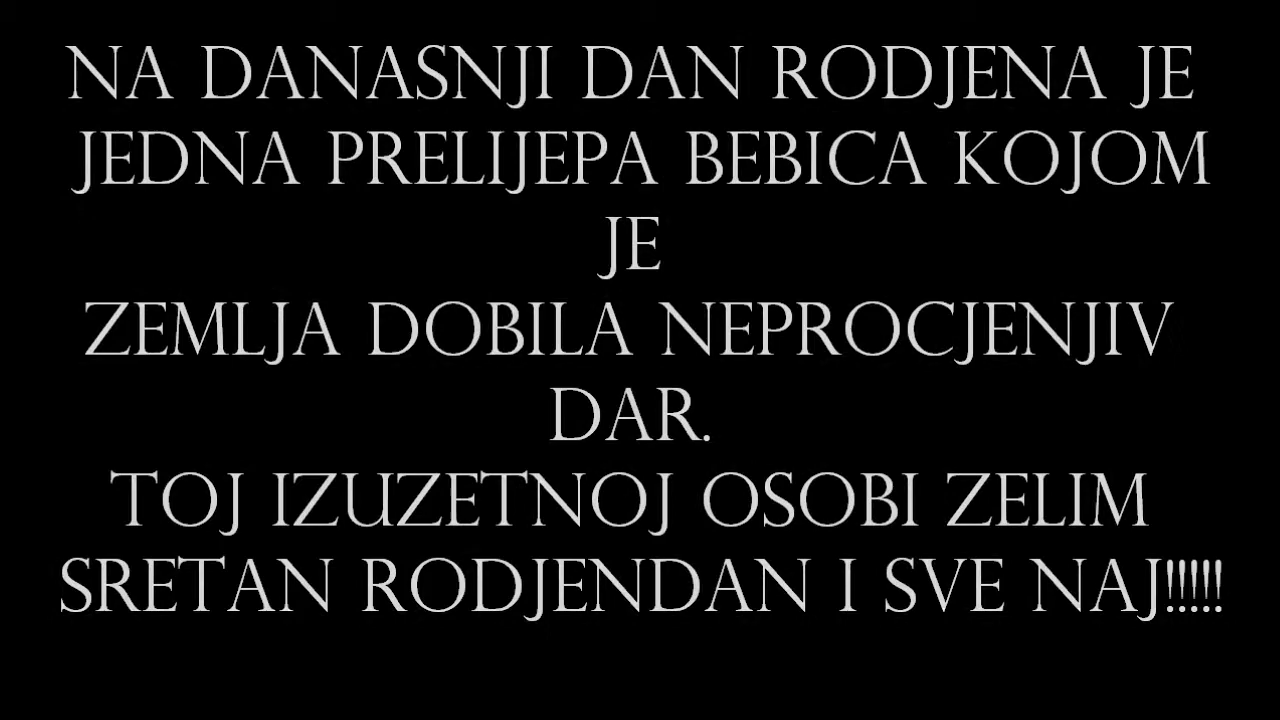 NA DANASNJI DAN RODJENA JE
JEDNA PRELIJEPA BEBICA KOJOM
JE
ZEMLJA DOBILA NEPROCJENJIV
DAR.
TOJ IZUZETNOJ OSOBI ZELIM
SRETAN RODJENDAN I SVE NAJ!!!!!